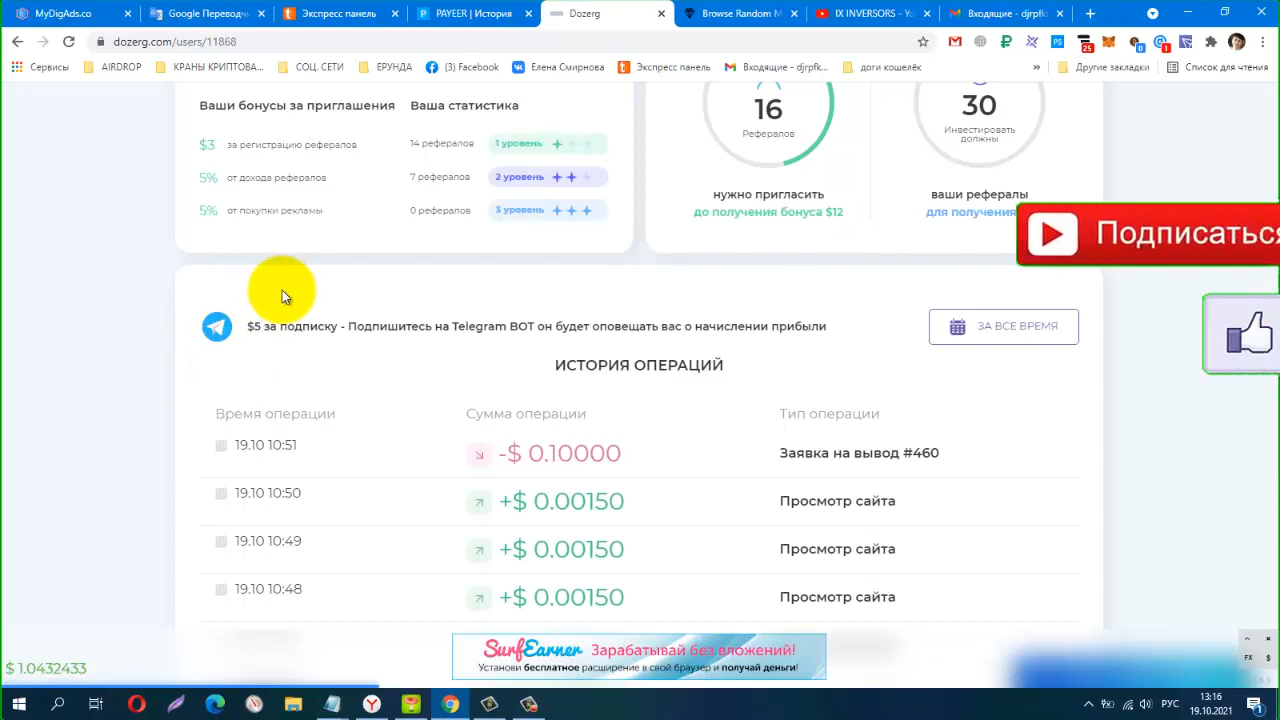 MyDigAds.com
Google Переводч
Экспресс панель
PAYEER | История
Dozerg
Browse Random M
IX INVERSORS - Yo
Входящие - djrpfk
dozerg.com/users/11868
Сервисы
AIRDROP
КРАНЫ КРИПТОВА...
СОЦ. СЕТИ
ЕРУНДА
(3) Facebook
Елена Смирнова
Экспресс панель
Входящие - djrpfk...
доги кошелёк
»
Другие закладки
Список для чтения
Ваши бонусы за приглашения
Ваша статистика
$3 за регистрацию рефералов
14 рефералов
1 уровень
5% от дохода рефералов
7 рефералов
2 уровень
5% от покупки рекламы
0 рефералов
3 уровень
16
Рефералов
нужно пригласить
до получения бонуса $12
30
Инвестировать
должны
ваши рефералы
для получения
Подписаться
$5 за подписку - Подпишитесь на Telegram BOT он будет оповещать вас о начислении прибыли
ЗА ВСЕ ВРЕМЯ
ИСТОРИЯ ОПЕРАЦИЙ
Время операции
Сумма операции
Тип операции
19.10 10:51
-$ 0.10000
Заявка на вывод #460
19.10 10:50
+$ 0.00150
Просмотр сайта
19.10 10:49
+$ 0.00150
Просмотр сайта
19.10 10:48
+$ 0.00150
Просмотр сайта
SurfEarner Зарабатывай без вложений!
Установи бесплатное расширение в свой браузер и получай деньги!
$ 1.0432433
FX $
РУС
13:16
19.10.2021